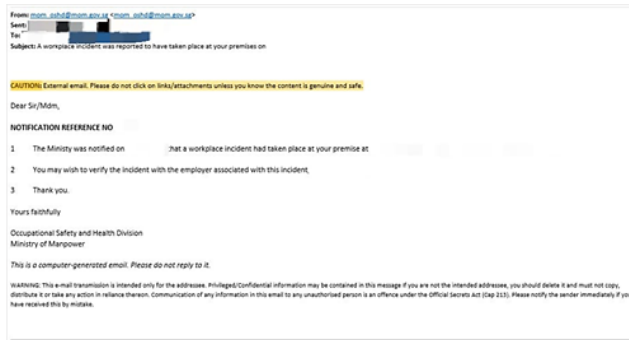 From: mom_oshd@mom.gov.sg <mom_oshd@mom.gov.sg>
Sent:
To:
Subject: A workplace incident was reported to have taken place at your premises on
CAUTION: External email. Please do not click on links/attachments unless you know the content is genuine and safe.
Dear Sir/Mdm,
NOTIFICATION REFERENCE NO
1 The Ministy was notified on that a workplace incident had taken place at your premise at
2 You may wish to verify the incident with the employer associated with this incident.
3 Thank you.
Yours faithfully
Occupational Safety and Health Division
Ministry of Manpower
This is a computer-generated email. Please do not reply to it.
WARNING: This e-mail transmission is intended only for the addressee. Privileged/Confidential information may be contained in this message if you are not the intended addressee, you should delete it and must not copy,
distribute it or take any action in reliance thereon. Communication of any information in this email to any unauthorised person is an offence under the Official Secrets Act (Cap 213). Please notify the sender immediately if you
have received this by mistake.